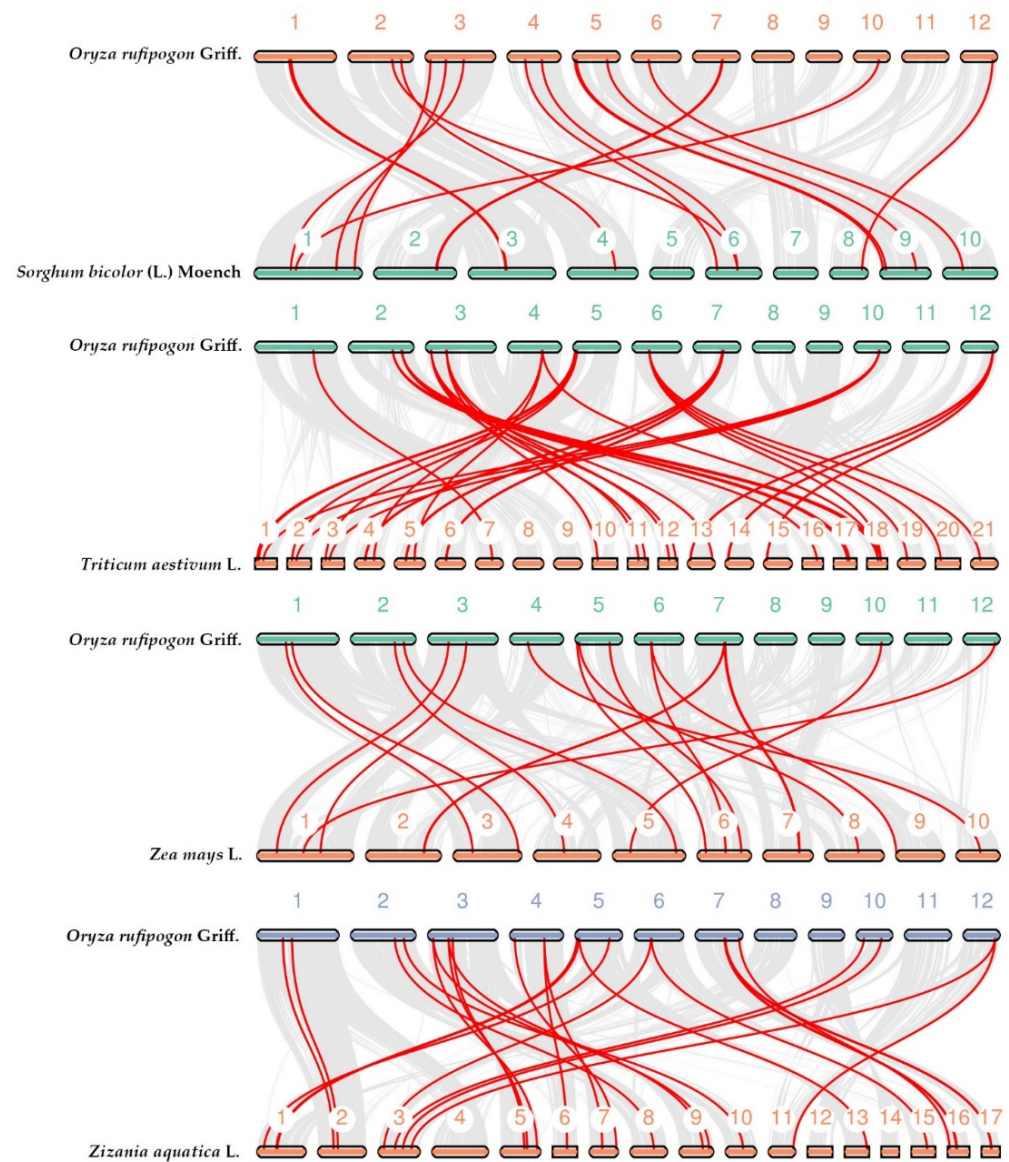 1 2 3 4 5 6 7 8 9 10 11 12
Oryza rufipogon Griff.
1 2 3 4 5 6 7 8 9 10
Sorghum bicolor (L.) Moench
1 2 3 4 5 6 7 8 9 10 11 12
Oryza rufipogon Griff.
1 2 3 4 5 6 7 8 9 10 11 12 13 14 15 16 17 18 19 20 21
Triticum aestivum L.
1 2 3 4 5 6 7 8 9 10 11 12
Oryza rufipogon Griff.
1 2 3 4 5 6 7 8 9 10
Zea mays L.
1 2 3 4 5 6 7 8 9 10 11 12
Oryza rufipogon Griff.
1 2 3 4 5 6 7 8 9 10 11 12 13 14 15 16 17
Zizania aquatica L.